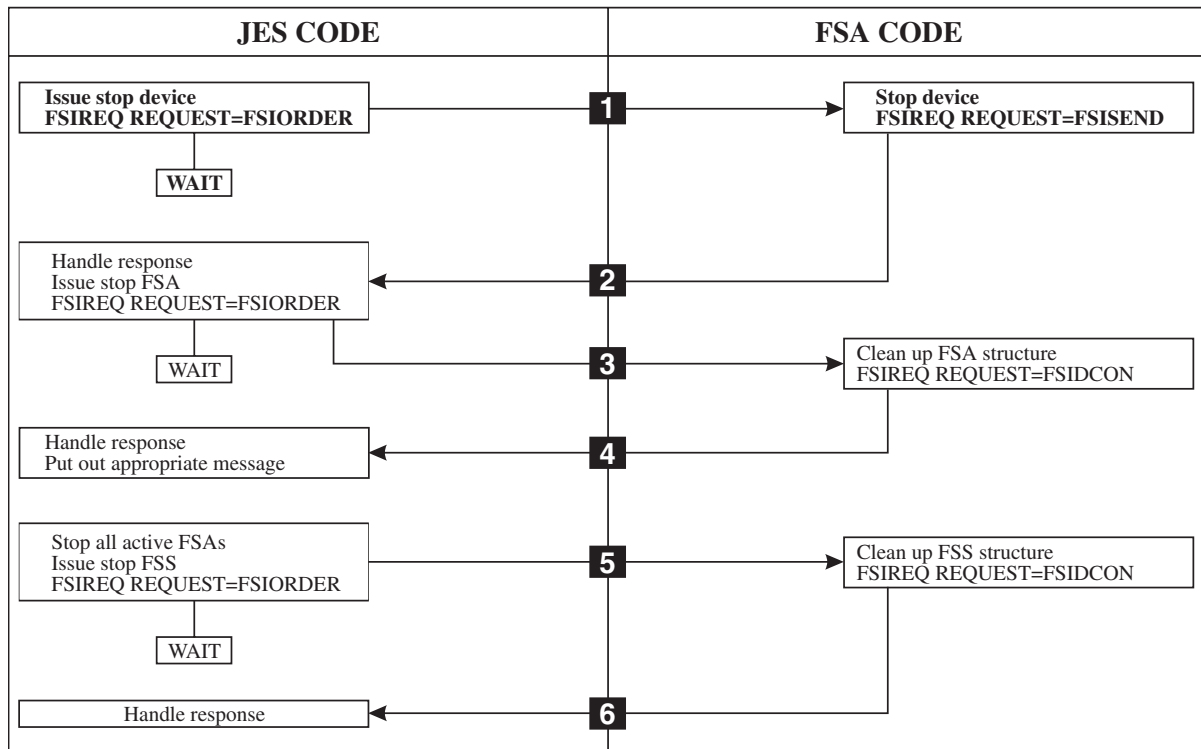 JES CODE
FSA CODE
Issue stop device
FSIREQ REQUEST=FSIORDER
1
Stop device
FSIREQ REQUEST=FSISEND
WAIT
Handle response
Issue stop FSA
FSIREQ REQUEST=FSIORDER
2
WAIT
3
Clean up FSA structure
FSIREQ REQUEST=FSIDCON
Handle response
Put out appropriate message
4
Stop all active FSAs
Issue stop FSS
FSIREQ REQUEST=FSIORDER
5
Clean up FSS structure
FSIREQ REQUEST=FSIDCON
WAIT
Handle response
6